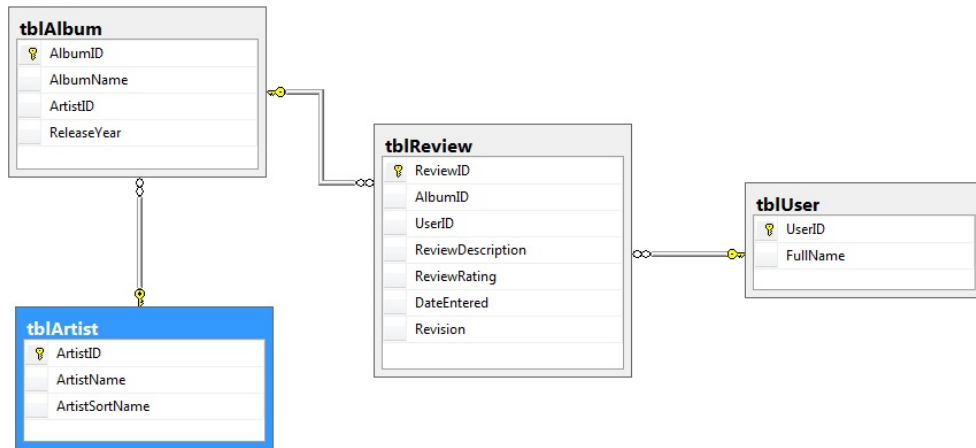 tblAlbum
AlbumID
AlbumName
ArtistID
ReleaseYear
tblReview
ReviewID
AlbumID
UserID
ReviewDescription
ReviewRating
DateEntered
Revision
tblUser
UserID
FullName
tblArtist
ArtistID
ArtistName
ArtistSortName